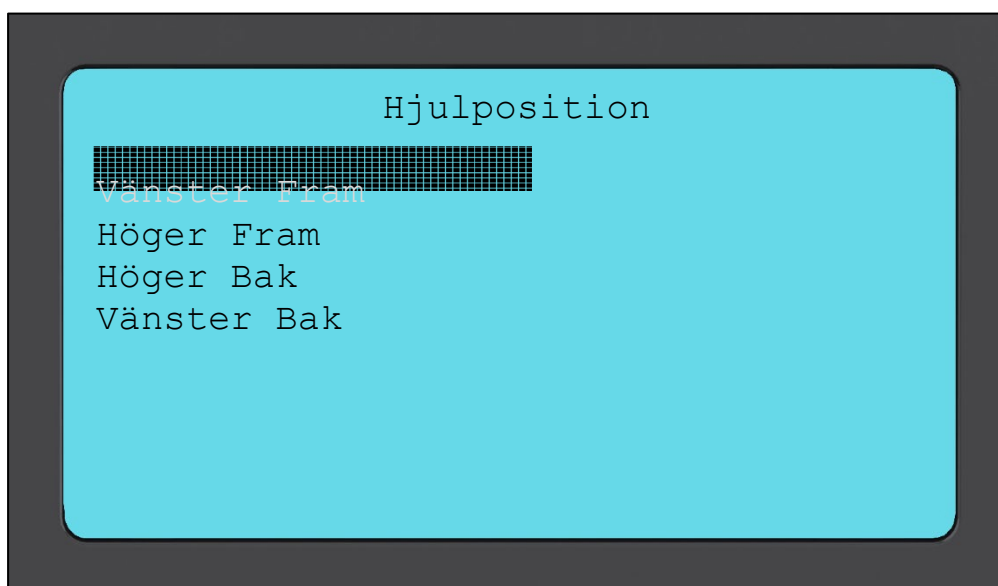 Hjulposition
Vänster Fram
Höger Fram
Höger Bak
Vänster Bak